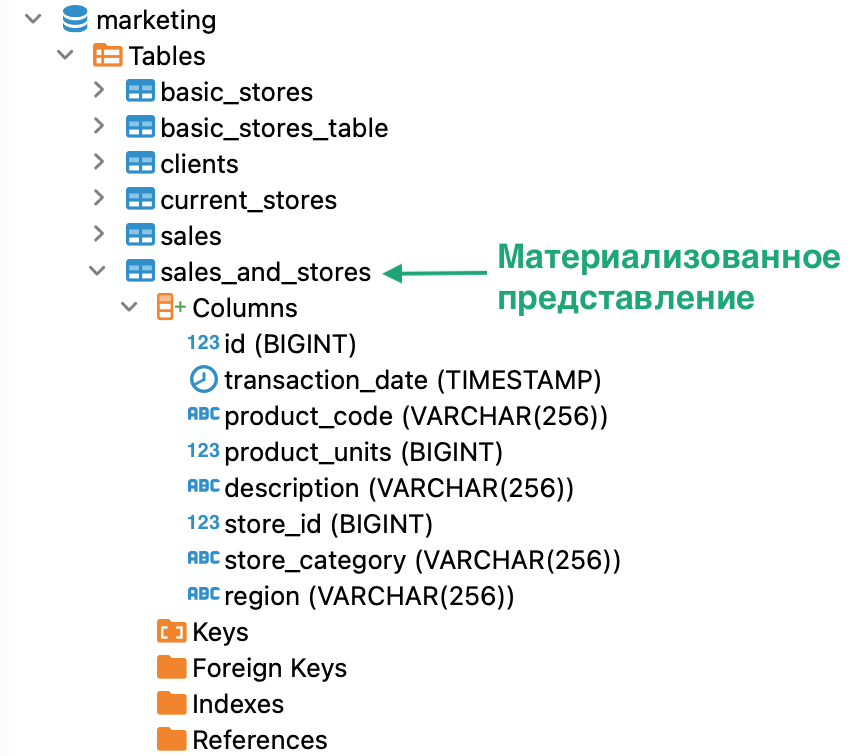 marketing
Tables
basic_stores
basic_stores_table
clients
current_stores
sales
sales_and_stores
Материализованное
представление
Columns
123 id (BIGINT)
transaction_date (TIMESTAMP)
ABC product_code (VARCHAR(256))
123 product_units (BIGINT)
ABC description (VARCHAR(256))
123 store_id (BIGINT)
ABC store_category (VARCHAR(256))
ABC region (VARCHAR(256))
Keys
Foreign Keys
Indexes
References